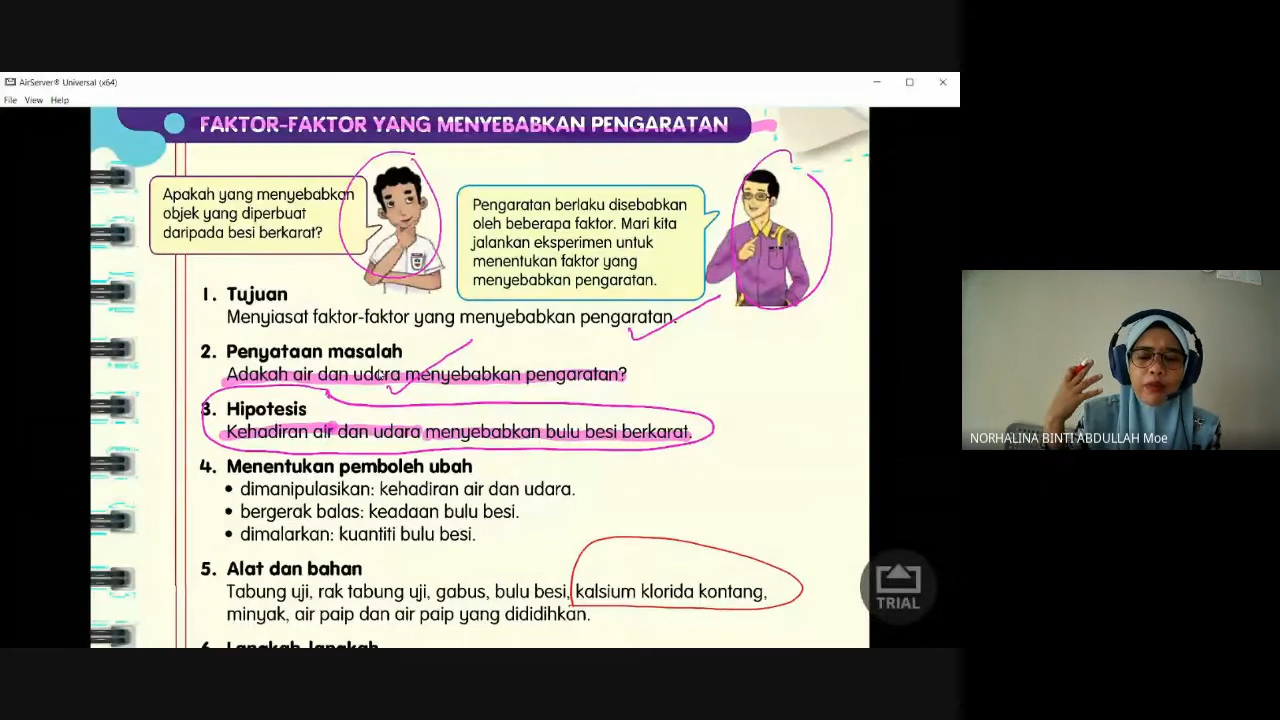 AirServer® Universal (x64)
File View Help
FAKTOR-FAKTOR YANG MENYEBABKAN PENGARATAN
Apakah yang menyebabkan
objek yang diperbuat
daripada besi berkarat?
Pengaratan berlaku disebabkan
oleh beberapa faktor. Mari kita
jalankan eksperimen untuk
menentukan faktor yang
menyebabkan pengaratan.
1. Tujuan
Menyiasat faktor-faktor yang menyebabkan pengaratan.
2. Penyataan masalah
Adakah air dan udara menyebabkan pengaratan?
3. Hipotesis
Kehadiran air dan udara menyebabkan bulu besi berkarat.
4. Menentukan pemboleh ubah
• dimanipulasikan: kehadiran air dan udara.
• bergerak balas: keadaan bulu besi.
• dimalarkan: kuantiti bulu besi.
5. Alat dan bahan
Tabung uji, rak tabung uji, gabus, bulu besi, kalsium klorida kontang,
minyak, air paip dan air paip yang dididihkan.
6. Langkah-langkah
TRIAL
NORHALINA BINTI ABDULLAH Moe